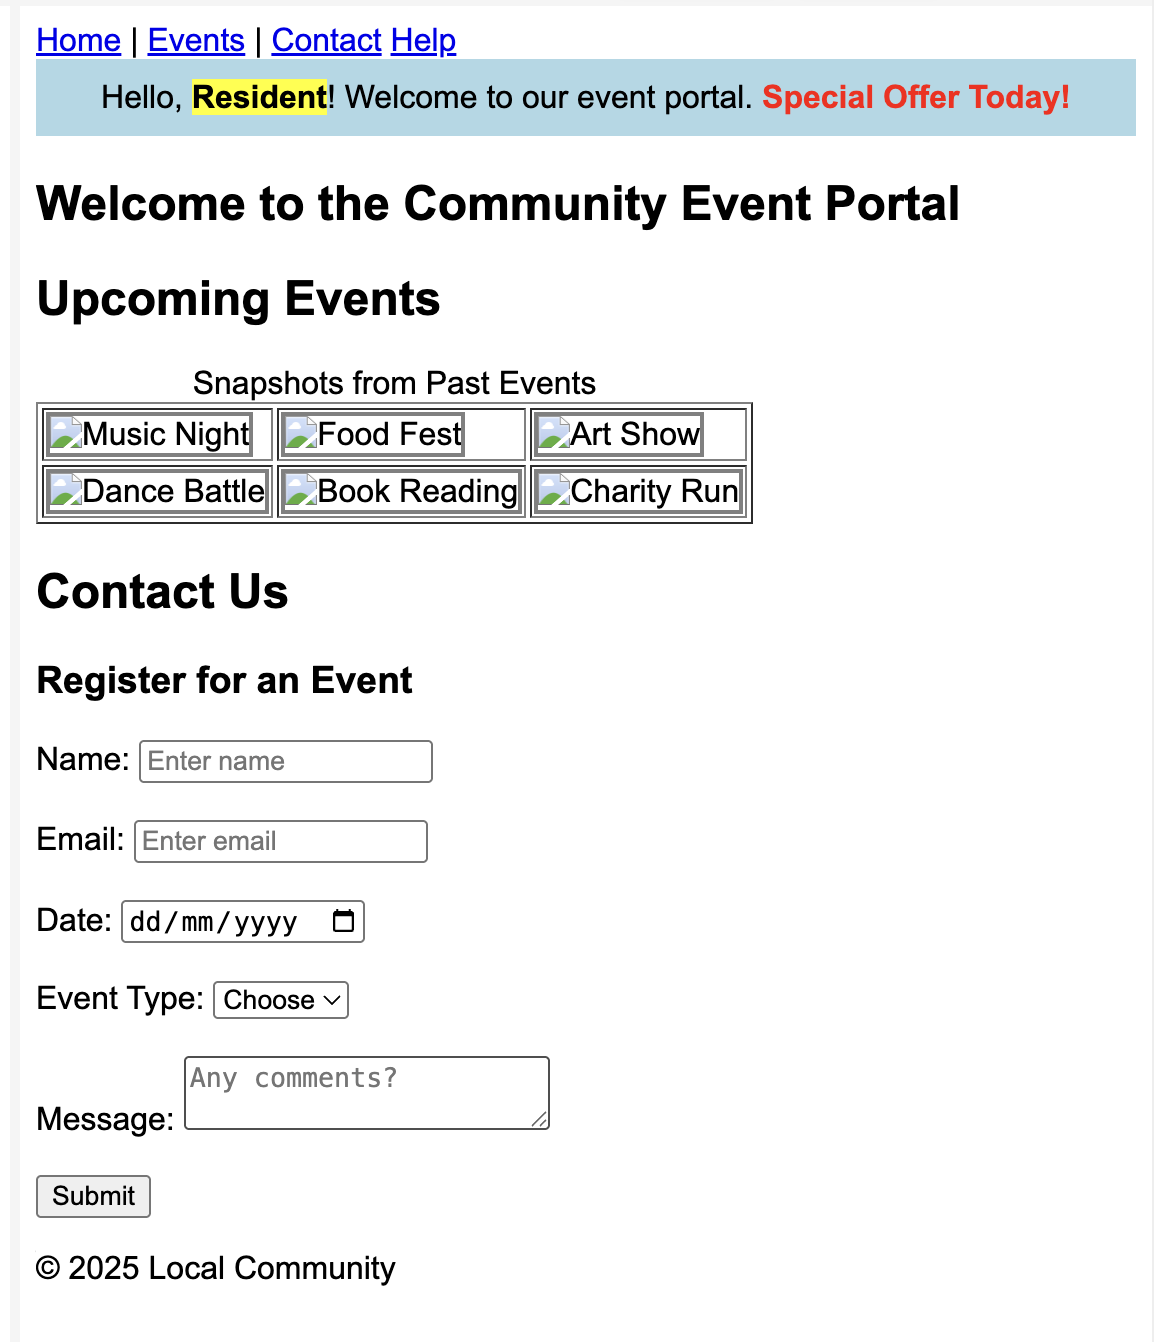 Home | Events | Contact Help
Hello, Resident! Welcome to our event portal. Special Offer Today!
Welcome to the Community Event Portal
Upcoming Events
Snapshots from Past Events
Music Night Food Fest Art Show
Dance Battle Book Reading Charity Run
Contact Us
Register for an Event
Name: Enter name
Email: Enter email
Date: dd/mm/yyyy
Event Type: Choose
Message: Any comments?
Submit
© 2025 Local Community